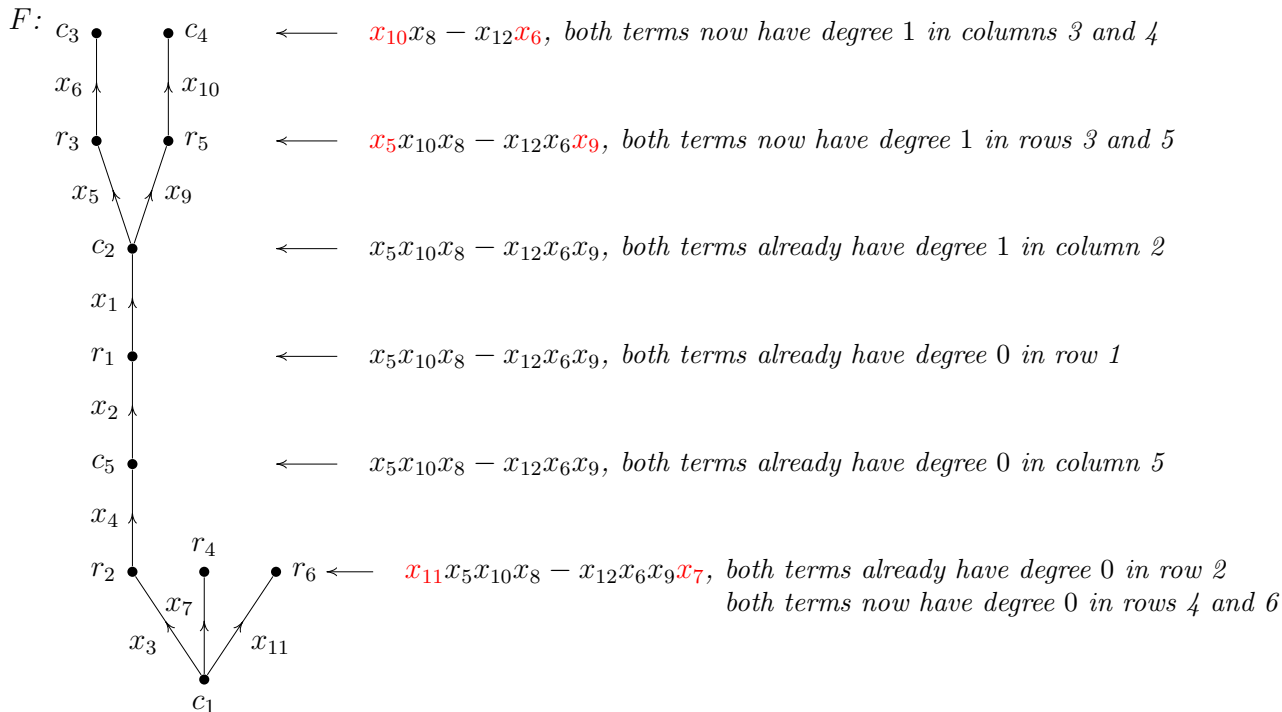 F: c₃ c₄ x₁₀x₈ − x₁₂x₆, both terms now have degree 1 in columns 3 and 4
x₆ x₁₀
r₃ r₅ x₅x₁₀x₈ − x₁₂x₆x₉, both terms now have degree 1 in rows 3 and 5
x₅ x₉
c₂ x₅x₁₀x₈ − x₁₂x₆x₉, both terms already have degree 1 in column 2
x₁
r₁ x₅x₁₀x₈ − x₁₂x₆x₉, both terms already have degree 0 in row 1
x₂
c₅ x₅x₁₀x₈ − x₁₂x₆x₉, both terms already have degree 0 in column 5
x₄
r₄
r₂ r₆ x₁₁x₅x₁₀x₈ − x₁₂x₆x₉x₇, both terms already have degree 0 in row 2
both terms now have degree 0 in rows 4 and 6
x₇
x₃ x₁₁
c₁